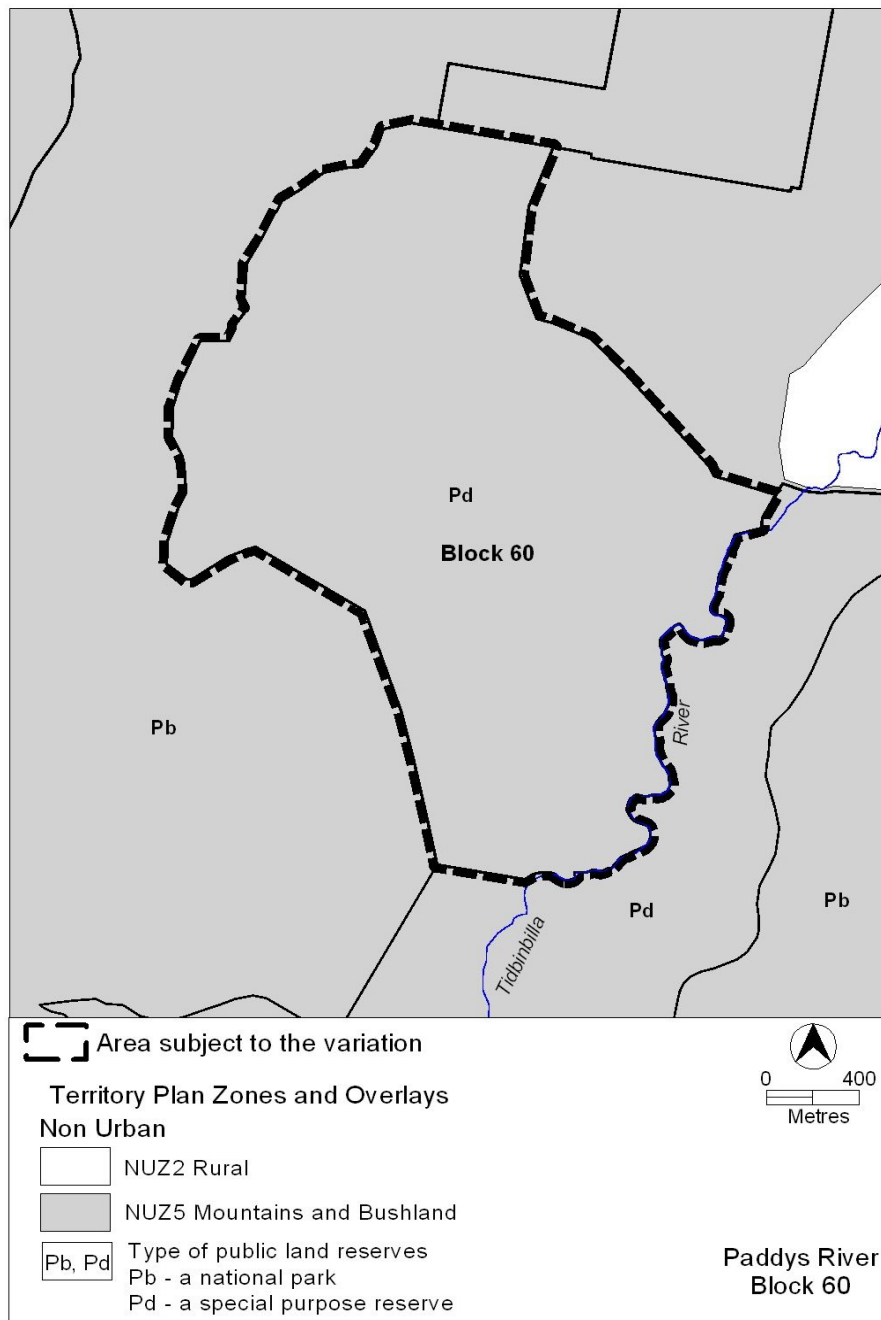 Pd
Block 60
Pb
River
Pd
Pb
Tidbinbilla
Area subject to the variation
0 400
Metres
Territory Plan Zones and Overlays
Non Urban
NUZ2 Rural
NUZ5 Mountains and Bushland
Pb, Pd
Type of public land reserves
Pb - a national park
Pd - a special purpose reserve
Paddys River
Block 60